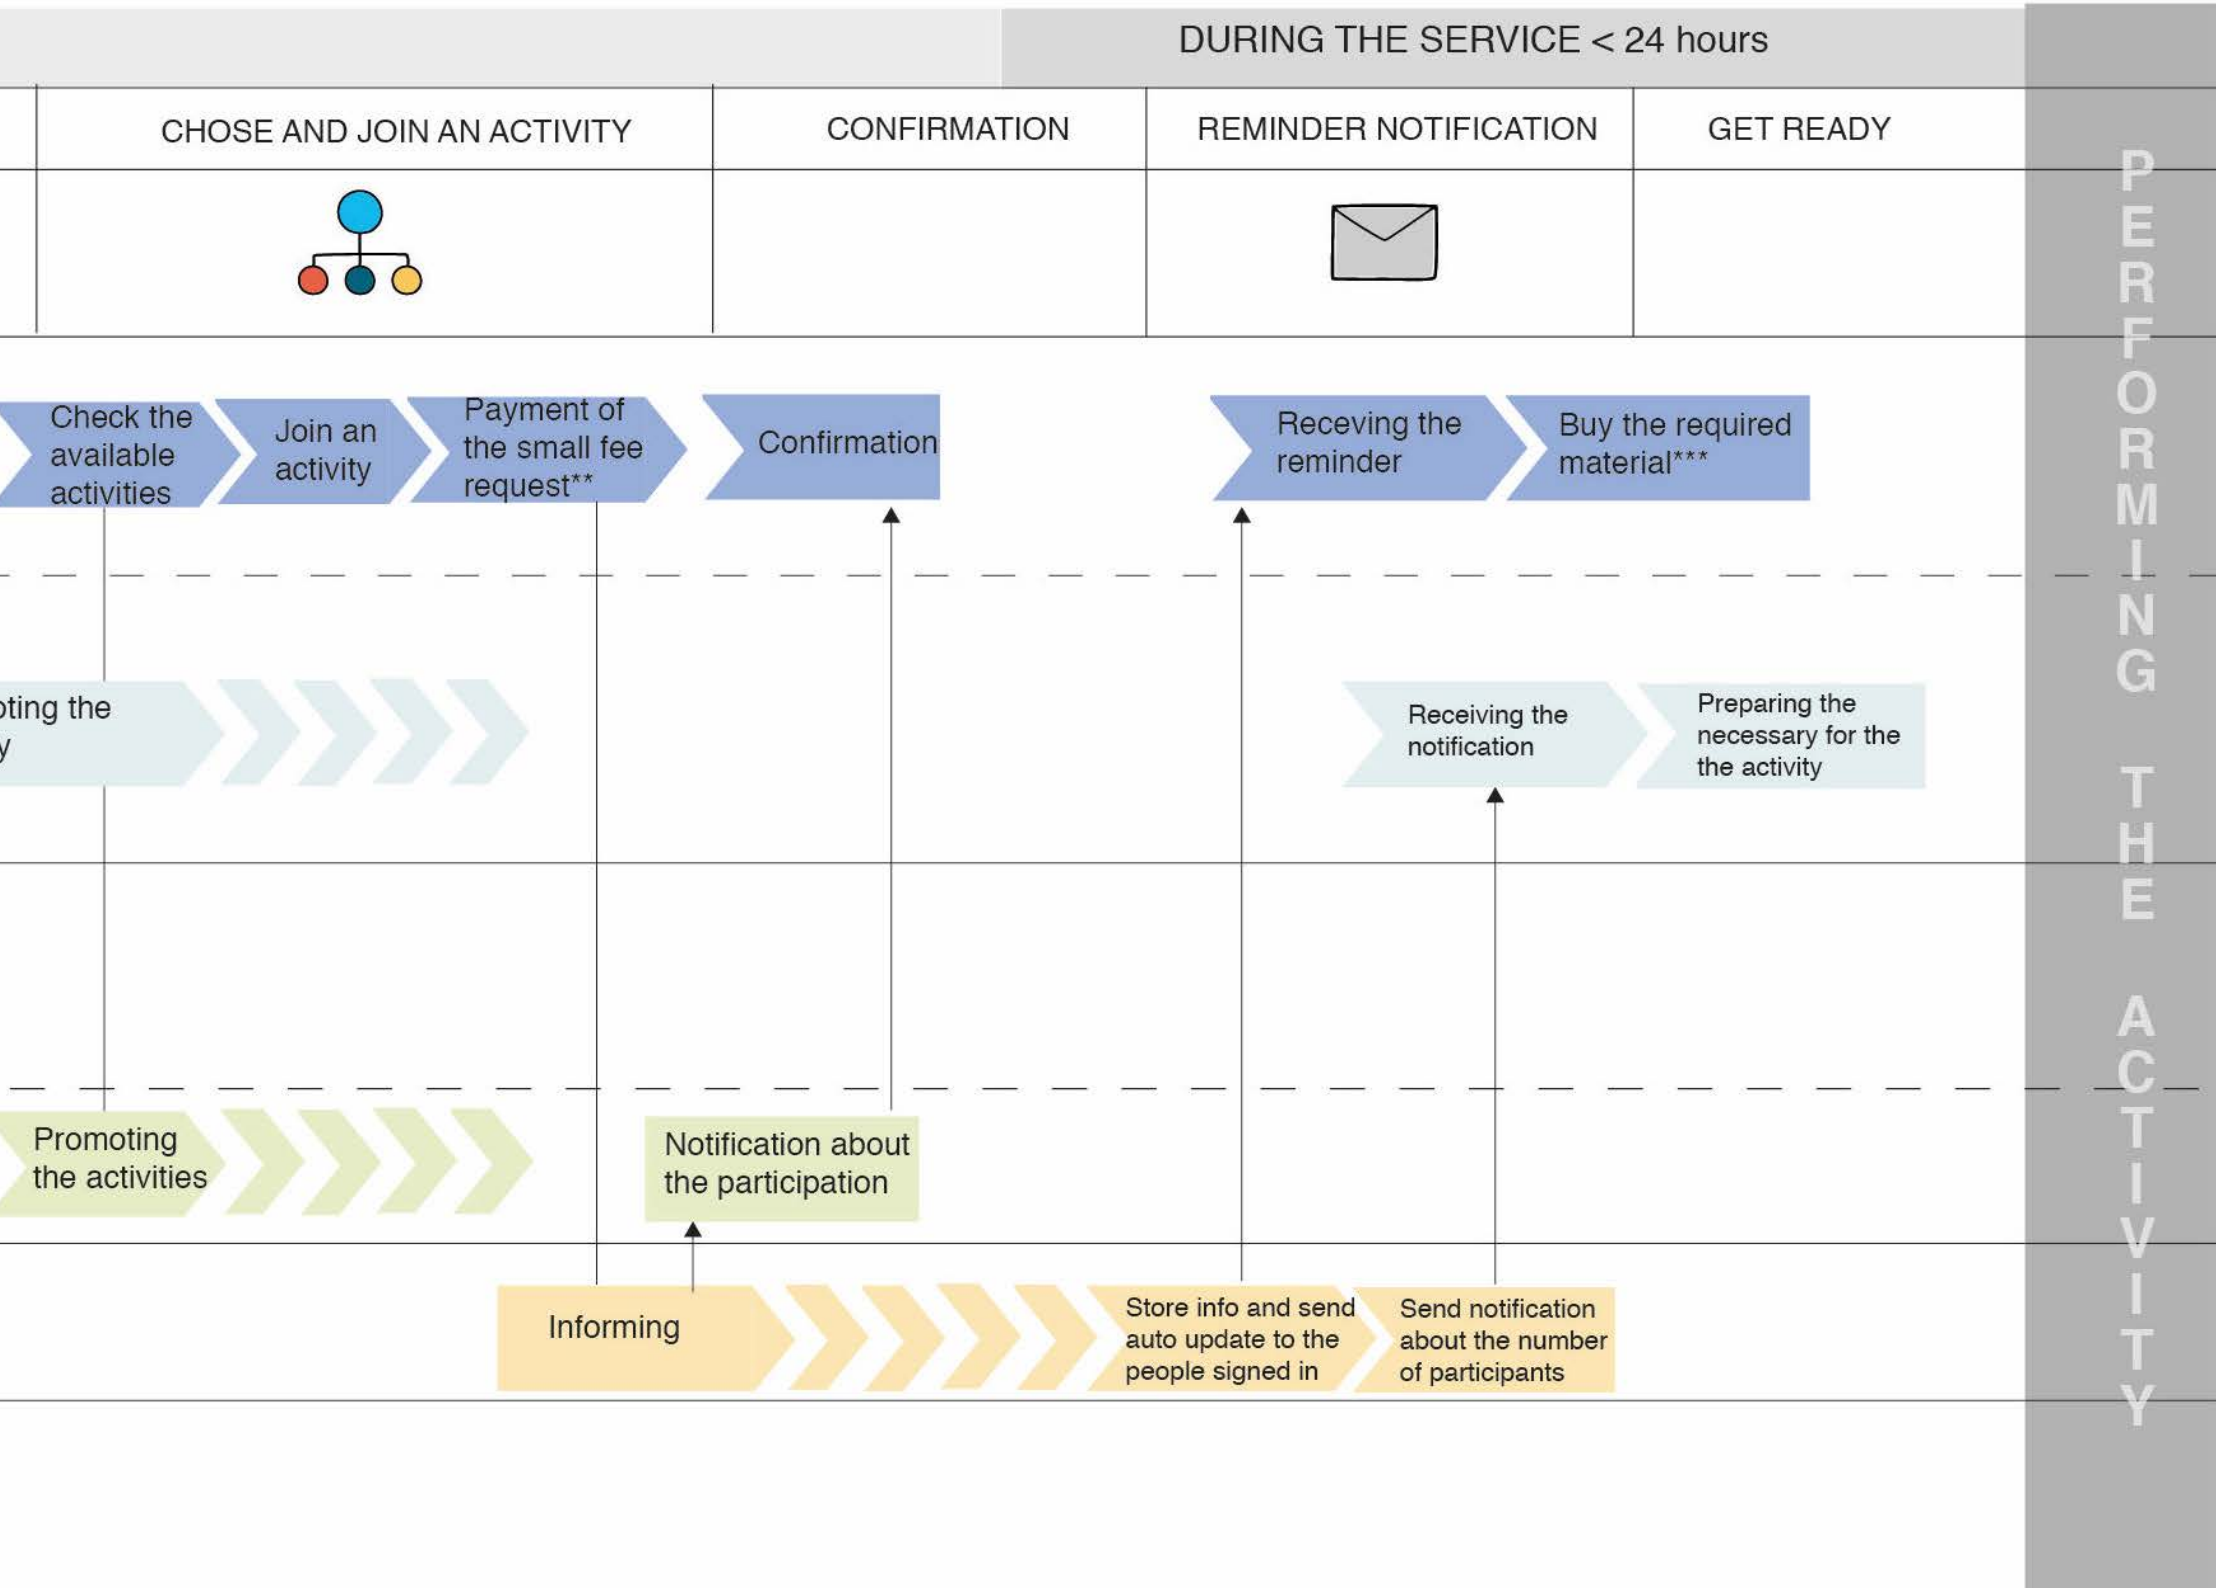 DURING THE SERVICE < 24 hours
CHOSE AND JOIN AN ACTIVITY
CONFIRMATION
REMINDER NOTIFICATION
GET READY
Check the
available
activities
Join an
activity
Payment of
the small fee
request**
Confirmation
Receving the
reminder
Buy the required
material***
oting the
y
Receiving the
notification
Preparing the
necessary for the
the activity
Promoting
the activities
Notification about
the participation
Informing
Store info and send
auto update to the
people signed in
Send notification
about the number
of participants
PERFORMING THE ACTIVITY